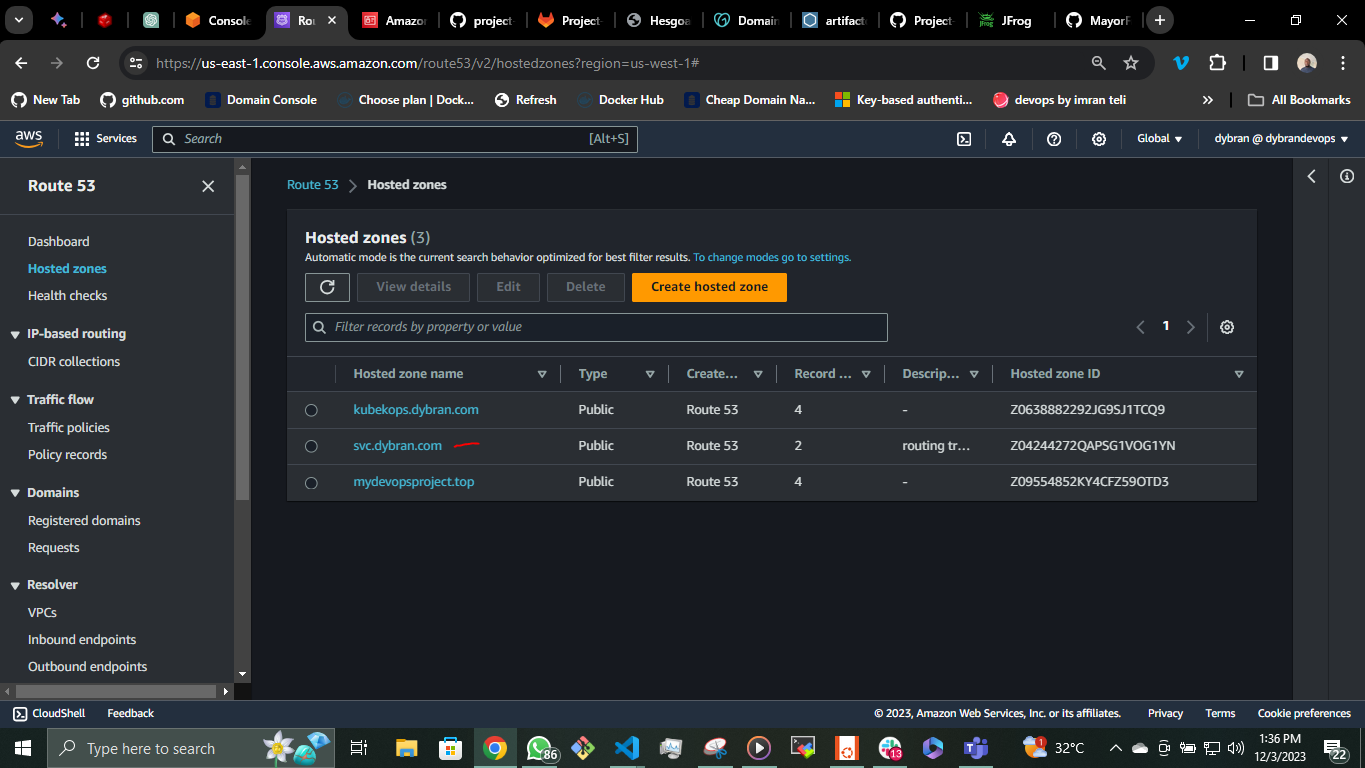 Console
Rou
Amazon
project-
Project-
Hesgoa
Domain
artifact
Project-
JFrog
MayorF
https://us-east-1.console.aws.amazon.com/route53/v2/hostedzones?region=us-west-1#
New Tab
github.com
Domain Console
Choose plan | Dock...
Refresh
Docker Hub
Cheap Domain Na...
Key-based authenti...
devops by imran teli
»
All Bookmarks
aws
Services
Search
[Alt+S]
Global
dybran @ dybrandevops
Route 53
Route 53
Hosted zones
Dashboard
Hosted zones
Health checks
IP-based routing
CIDR collections
Traffic flow
Traffic policies
Policy records
Domains
Registered domains
Requests
Resolver
VPCs
Inbound endpoints
Outbound endpoints
Hosted zones (3)
Automatic mode is the current search behavior optimized for best filter results. To change modes go to settings.
View details
Edit
Delete
Create hosted zone
Filter records by property or value
1
Hosted zone name Type Create... Record ... Descrip... Hosted zone ID
kubekops.dybran.com Public Route 53 4 - Z0638882292JG9SJ1TCQ9
svc.dybran.com Public Route 53 2 routing tr... Z04244272QAPSG1VOG1YN
mydevopsproject.top Public Route 53 4 - Z09554852KY4CFZ59OTD3
CloudShell
Feedback
© 2023, Amazon Web Services, Inc. or its affiliates.
Privacy
Terms
Cookie preferences
Type here to search
86
13
1
32°C
1:36 PM
12/3/2023
22